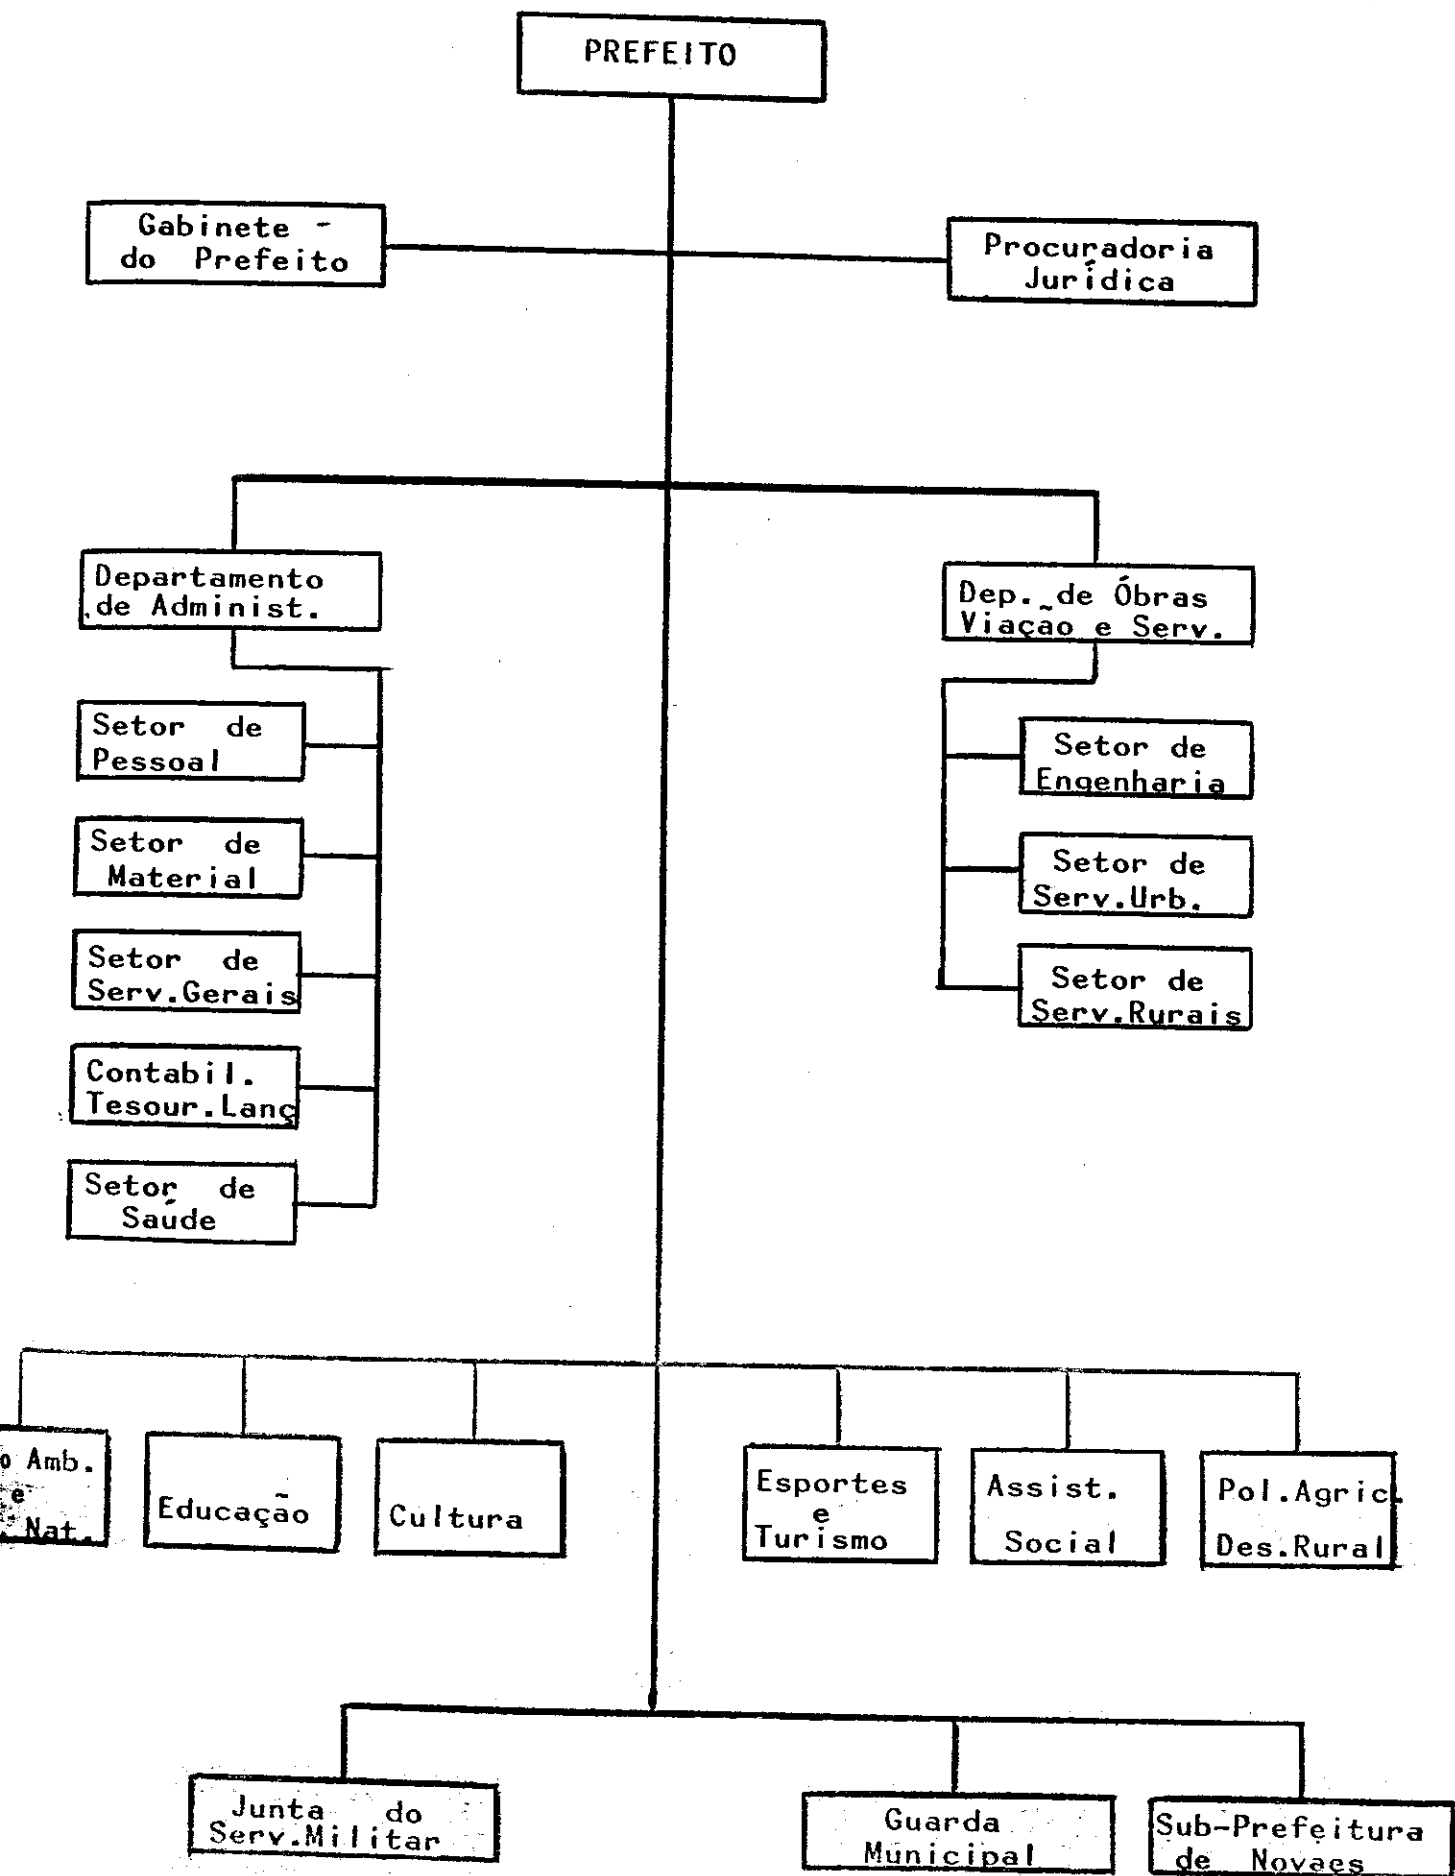 PREFEITO
Gabinete -
do Prefeito
Procuradoria
Jurídica
Departamento
de Administ.
Dep. de Óbras
Viação e Serv.
Setor de
Pessoal
Setor de
Material
Setor de
Serv.Gerais
Contabil.
Tesour.Lanç
Setor de
Saúde
Setor de
Engenharia
Setor de
Serv.Urb.
Setor de
Serv.Rurais
o Amb.
e
. Nat.
Educação
Cultura
Esportes
e
Turismo
Assist.
Social
Pol.Agric.
Des.Rural
Junta do
Serv.Militar
Guarda
Municipal
Sub-Prefeitura
de Novaes